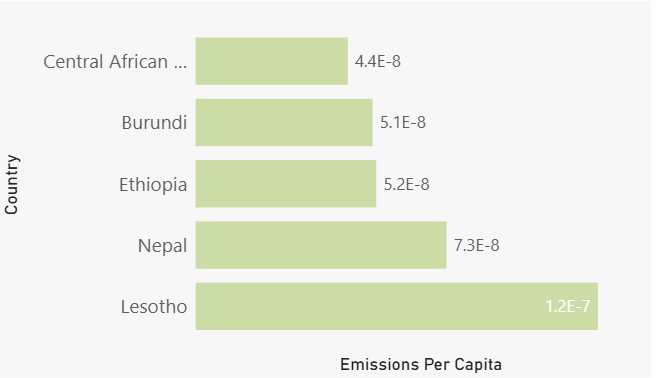 Country
Central African ...
4.4E-8
Burundi
5.1E-8
Ethiopia
5.2E-8
Nepal
7.3E-8
Lesotho
1.2E-7
Emissions Per Capita